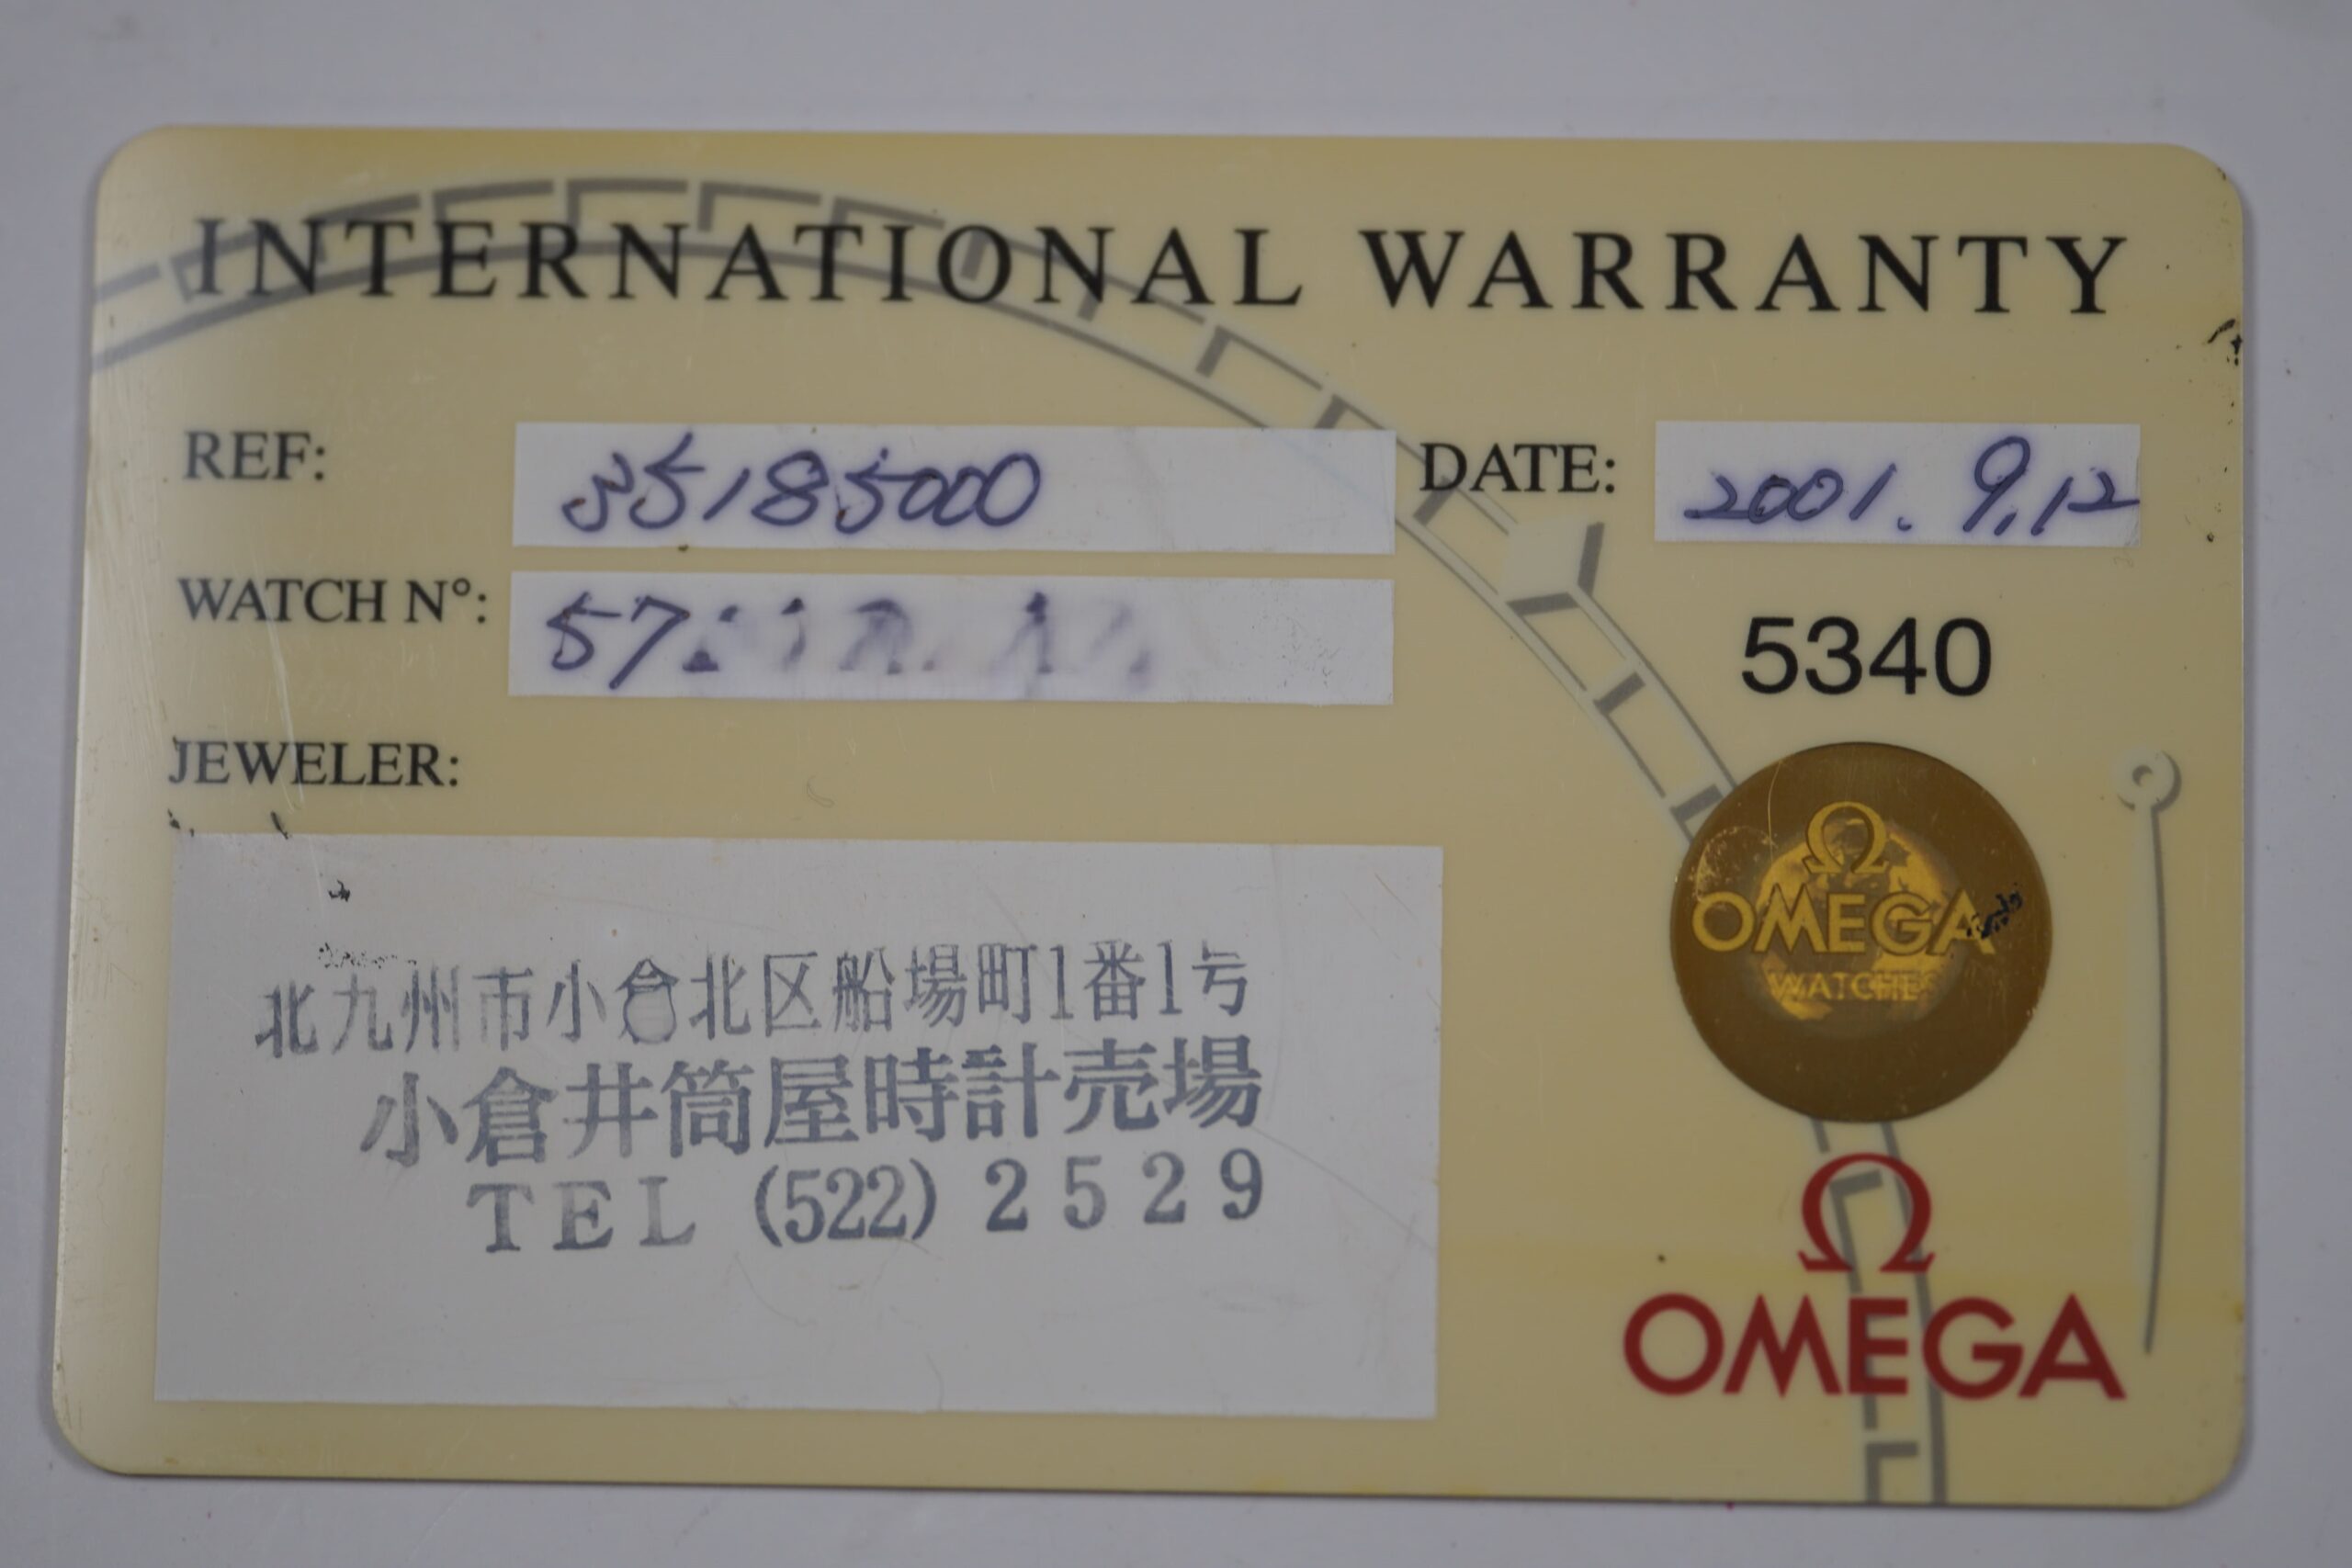 INTERNATIONAL WARRANTY
REF: 35185000
DATE: 2001. 9.12
WATCH N°: 57
5340
JEWELER:
Ω
OMEGA
WATCHES
北九州市小倉北区船場町1番1号
小倉井筒屋時計売場
TEL (522) 2529
Ω
OMEGA